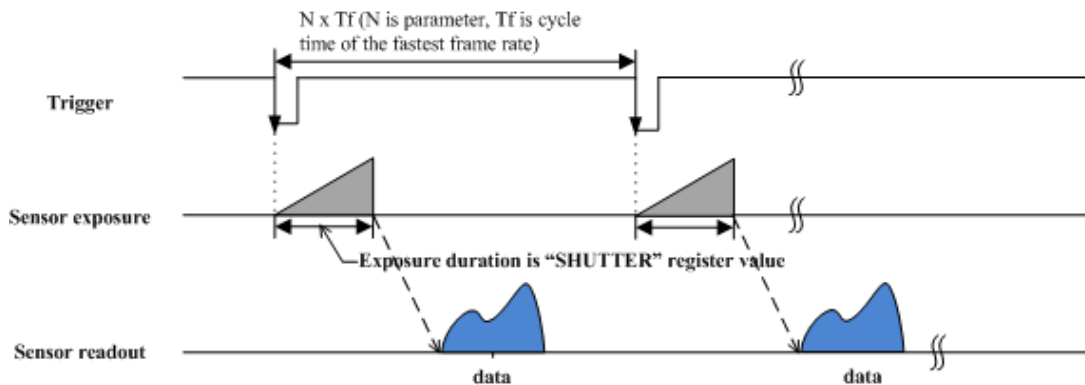 N x Tf (N is parameter, Tf is cycle
time of the fastest frame rate)
Trigger
Sensor exposure
Exposure duration is “SHUTTER” register value
Sensor readout
data
data